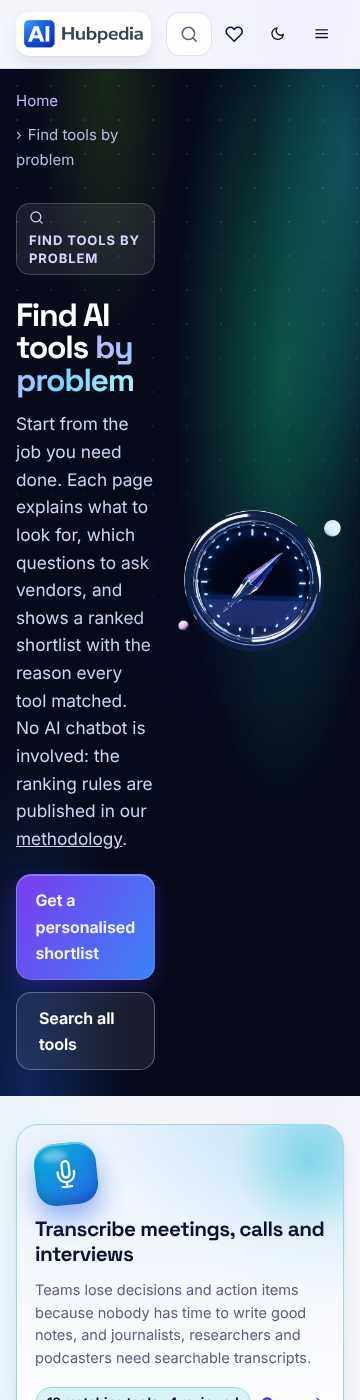 AI Hubpedia
Home
› Find tools by
problem
FIND TOOLS BY
PROBLEM
Find AI
tools by
problem
Start from the
job you need
done. Each page
explains what to
look for, which
questions to ask
vendors, and
shows a ranked
shortlist with the
reason every
tool matched.
No AI chatbot is
involved: the
ranking rules are
published in our
methodology.
Get a
personalised
shortlist
Search all
tools
Transcribe meetings, calls and
interviews
Teams lose decisions and action items
because nobody has time to write good
notes, and journalists, researchers and
podcasters need searchable transcripts.